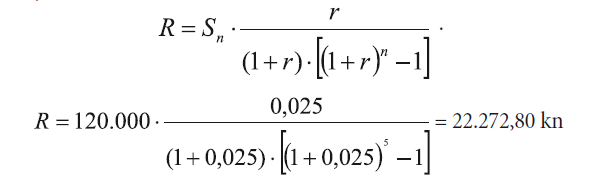 R = S_n · r / ((1+r)·[(1+r)^n −1]) .
R = 120.000 · 0,025 / ((1+0,025)·[(1+0,025)^5 −1]) = 22.272,80 kn